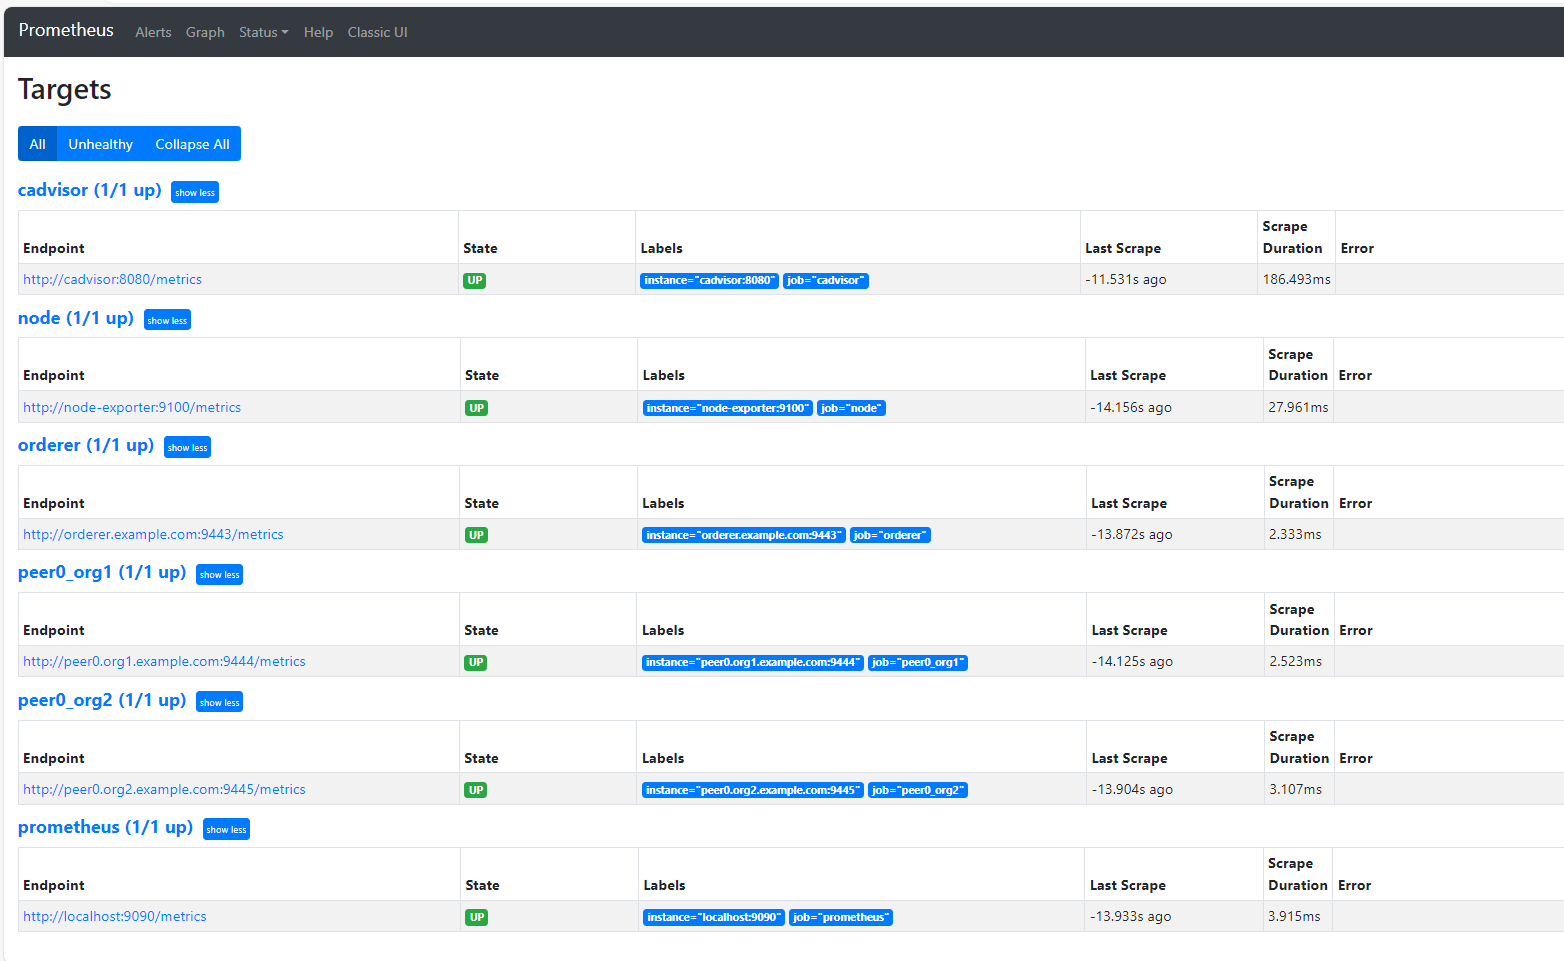 Prometheus Alerts Graph Status Help Classic UI
Targets
All Unhealthy Collapse All
cadvisor (1/1 up) show less
Endpoint State Labels Last Scrape Scrape Duration Error
http://cadvisor:8080/metrics UP instance="cadvisor:8080" job="cadvisor" -11.531s ago 186.493ms
node (1/1 up) show less
Endpoint State Labels Last Scrape Scrape Duration Error
http://node-exporter:9100/metrics UP instance="node-exporter:9100" job="node" -14.156s ago 27.961ms
orderer (1/1 up) show less
Endpoint State Labels Last Scrape Scrape Duration Error
http://orderer.example.com:9443/metrics UP instance="orderer.example.com:9443" job="orderer" -13.872s ago 2.333ms
peer0_org1 (1/1 up) show less
Endpoint State Labels Last Scrape Scrape Duration Error
http://peer0.org1.example.com:9444/metrics UP instance="peer0.org1.example.com:9444" job="peer0_org1" -14.125s ago 2.523ms
peer0_org2 (1/1 up) show less
Endpoint State Labels Last Scrape Scrape Duration Error
http://peer0.org2.example.com:9445/metrics UP instance="peer0.org2.example.com:9445" job="peer0_org2" -13.904s ago 3.107ms
prometheus (1/1 up) show less
Endpoint State Labels Last Scrape Scrape Duration Error
http://localhost:9090/metrics UP instance="localhost:9090" job="prometheus" -13.933s ago 3.915ms